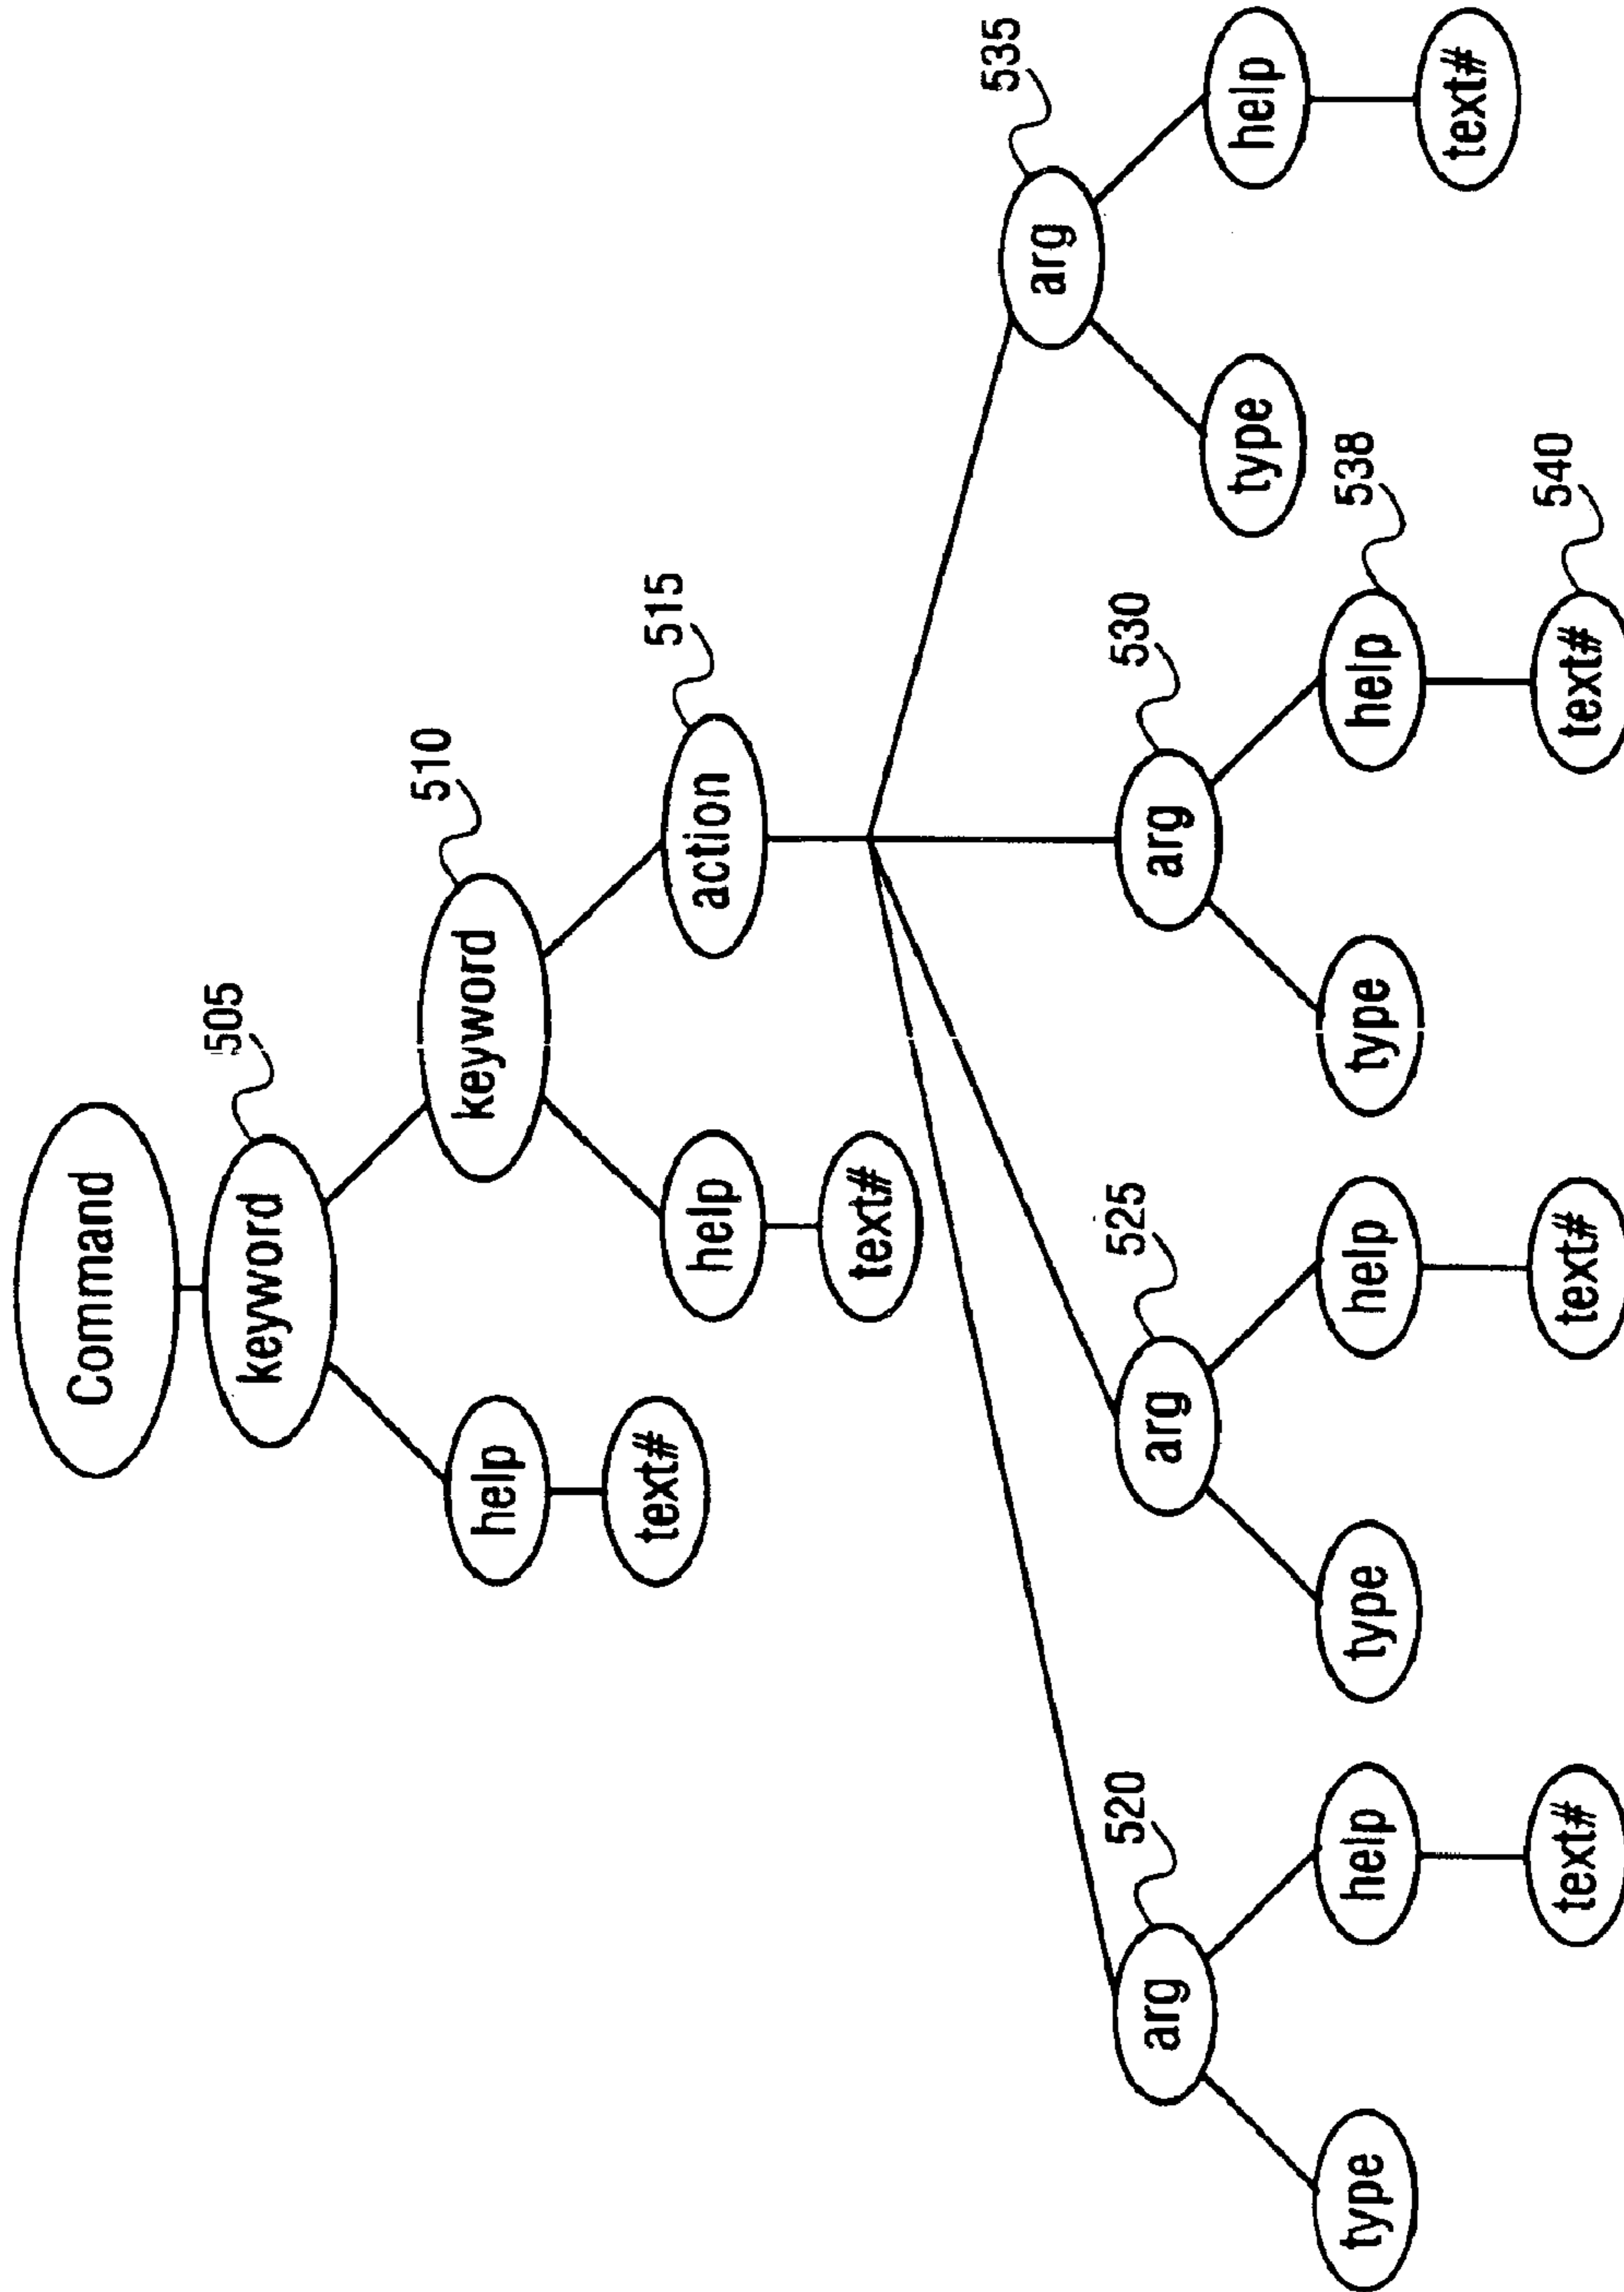 Command
keyword
505
help
text#
keyword
510
help
text#
action
515
arg
520
type
help
text#
arg
525
type
help
text#
arg
530
type
help
538
text#
540
arg
535
type
help
text#